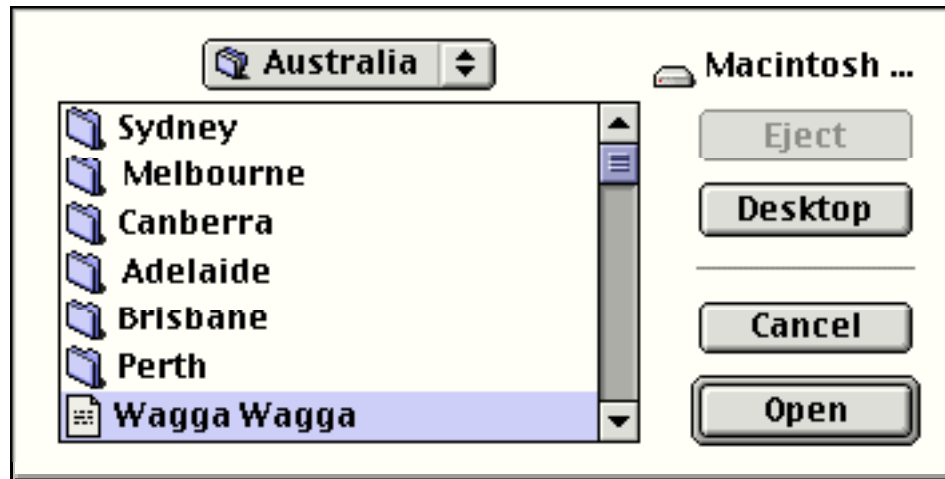 Australia
Macintosh ...
Sydney
Melbourne
Canberra
Adelaide
Brisbane
Perth
Wagga Wagga
Eject
Desktop
Cancel
Open